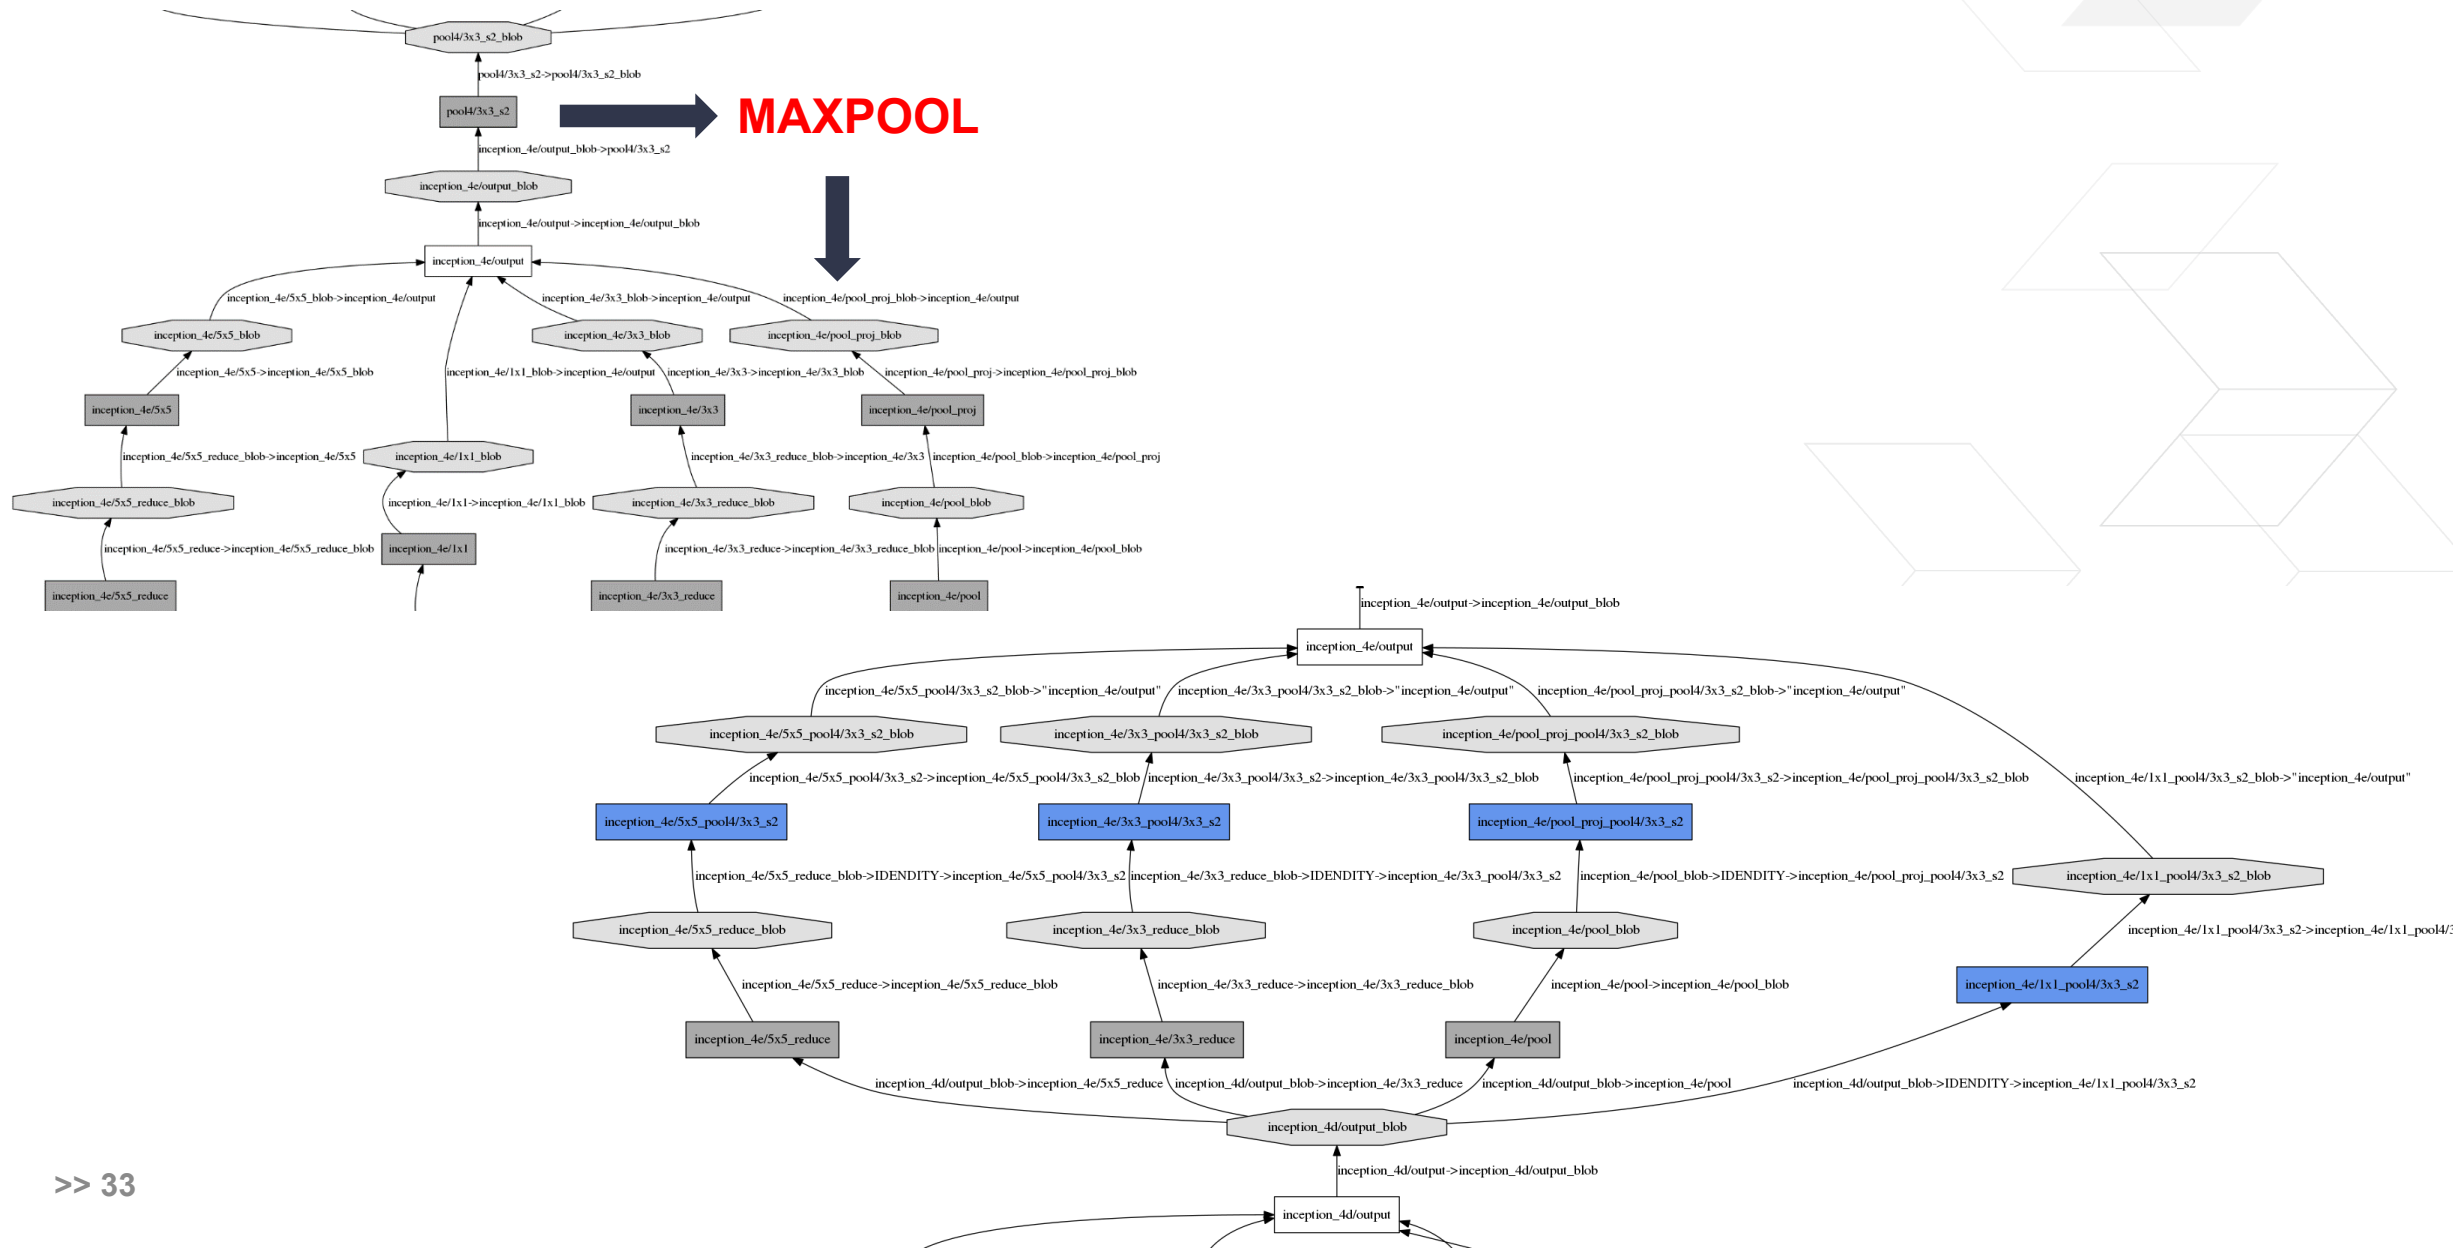 pool4/3x3_s2_blob
pool4/3x3_s2->pool4/3x3_s2_blob
pool4/3x3_s2
MAXPOOL
inception_4e/output_blob->pool4/3x3_s2
inception_4e/output_blob
inception_4e/output->inception_4e/output_blob
inception_4e/output
inception_4e/5x5_blob->inception_4e/output
inception_4e/3x3_blob->inception_4e/output
inception_4e/pool_proj_blob->inception_4e/output
inception_4e/5x5_blob
inception_4e/3x3_blob
inception_4e/pool_proj_blob
inception_4e/5x5->inception_4e/5x5_blob
inception_4e/1x1_blob->inception_4e/output
inception_4e/3x3->inception_4e/3x3_blob
inception_4e/pool_proj->inception_4e/pool_proj_blob
inception_4e/5x5
inception_4e/3x3
inception_4e/pool_proj
inception_4e/5x5_reduce_blob->inception_4e/5x5
inception_4e/1x1_blob
inception_4e/3x3_reduce_blob->inception_4e/3x3
inception_4e/pool_blob->inception_4e/pool_proj
inception_4e/5x5_reduce_blob
inception_4e/1x1->inception_4e/1x1_blob
inception_4e/3x3_reduce_blob
inception_4e/pool_blob
inception_4e/5x5_reduce->inception_4e/5x5_reduce_blob
inception_4e/1x1
inception_4e/3x3_reduce->inception_4e/3x3_reduce_blob
inception_4e/pool->inception_4e/pool_blob
inception_4e/5x5_reduce
inception_4e/3x3_reduce
inception_4e/pool
inception_4e/output->inception_4e/output_blob
inception_4e/output
inception_4e/5x5_pool4/3x3_s2_blob->"inception_4e/output"
inception_4e/3x3_pool4/3x3_s2_blob->"inception_4e/output"
inception_4e/pool_proj_pool4/3x3_s2_blob->"inception_4e/output"
inception_4e/5x5_pool4/3x3_s2_blob
inception_4e/3x3_pool4/3x3_s2_blob
inception_4e/pool_proj_pool4/3x3_s2_blob
inception_4e/5x5_pool4/3x3_s2->inception_4e/5x5_pool4/3x3_s2_blob
inception_4e/3x3_pool4/3x3_s2->inception_4e/3x3_pool4/3x3_s2_blob
inception_4e/pool_proj_pool4/3x3_s2->inception_4e/pool_proj_pool4/3x3_s2_blob
inception_4e/1x1_pool4/3x3_s2_blob->"inception_4e/output"
inception_4e/5x5_pool4/3x3_s2
inception_4e/3x3_pool4/3x3_s2
inception_4e/pool_proj_pool4/3x3_s2
inception_4e/5x5_reduce_blob->IDENDITY->inception_4e/5x5_pool4/3x3_s2
inception_4e/3x3_reduce_blob->IDENDITY->inception_4e/3x3_pool4/3x3_s2
inception_4e/pool_blob->IDENDITY->inception_4e/pool_proj_pool4/3x3_s2
inception_4e/1x1_pool4/3x3_s2_blob
inception_4e/5x5_reduce_blob
inception_4e/3x3_reduce_blob
inception_4e/pool_blob
inception_4e/1x1_pool4/3x3_s2->inception_4e/1x1_pool4/3
inception_4e/5x5_reduce->inception_4e/5x5_reduce_blob
inception_4e/3x3_reduce->inception_4e/3x3_reduce_blob
inception_4e/pool->inception_4e/pool_blob
inception_4e/1x1_pool4/3x3_s2
inception_4e/5x5_reduce
inception_4e/3x3_reduce
inception_4e/pool
inception_4d/output_blob->inception_4e/5x5_reduce
inception_4d/output_blob->inception_4e/3x3_reduce
inception_4d/output_blob->inception_4e/pool
inception_4d/output_blob->IDENDITY->inception_4e/1x1_pool4/3x3_s2
inception_4d/output_blob
inception_4d/output->inception_4d/output_blob
inception_4d/output
>> 33